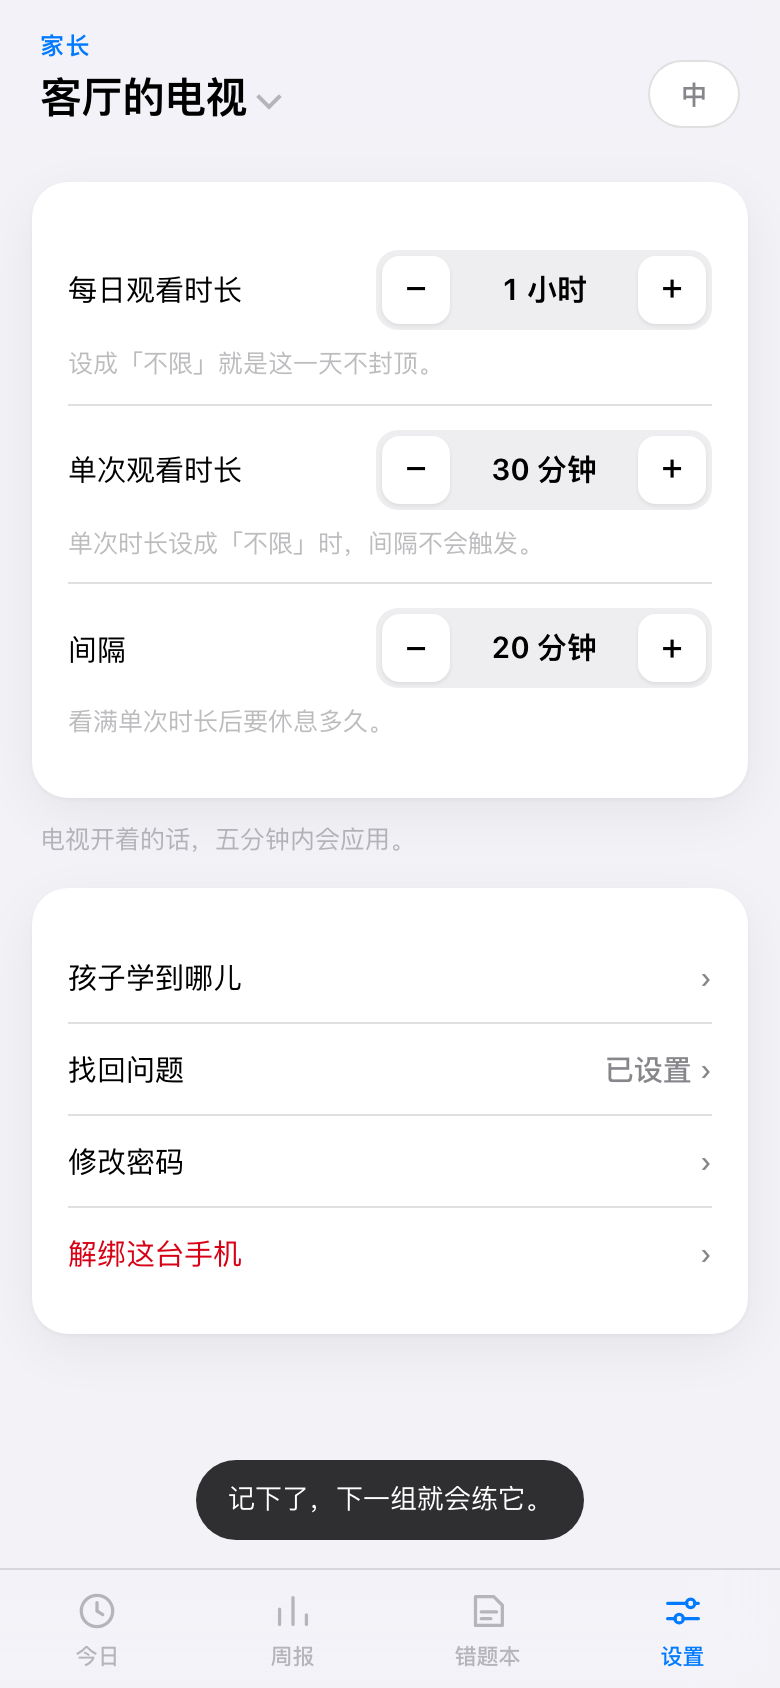 家长
客厅的电视
中
每日观看时长
− 1 小时 +
设成「不限」就是这一天不封顶。
单次观看时长
− 30 分钟 +
单次时长设成「不限」时，间隔不会触发。
间隔
− 20 分钟 +
看满单次时长后要休息多久。
电视开着的话，五分钟内会应用。
孩子学到哪儿 ›
找回问题 已设置 ›
修改密码 ›
解绑这台手机 ›
记下了，下一组就会练它。
今日 周报 错题本 设置